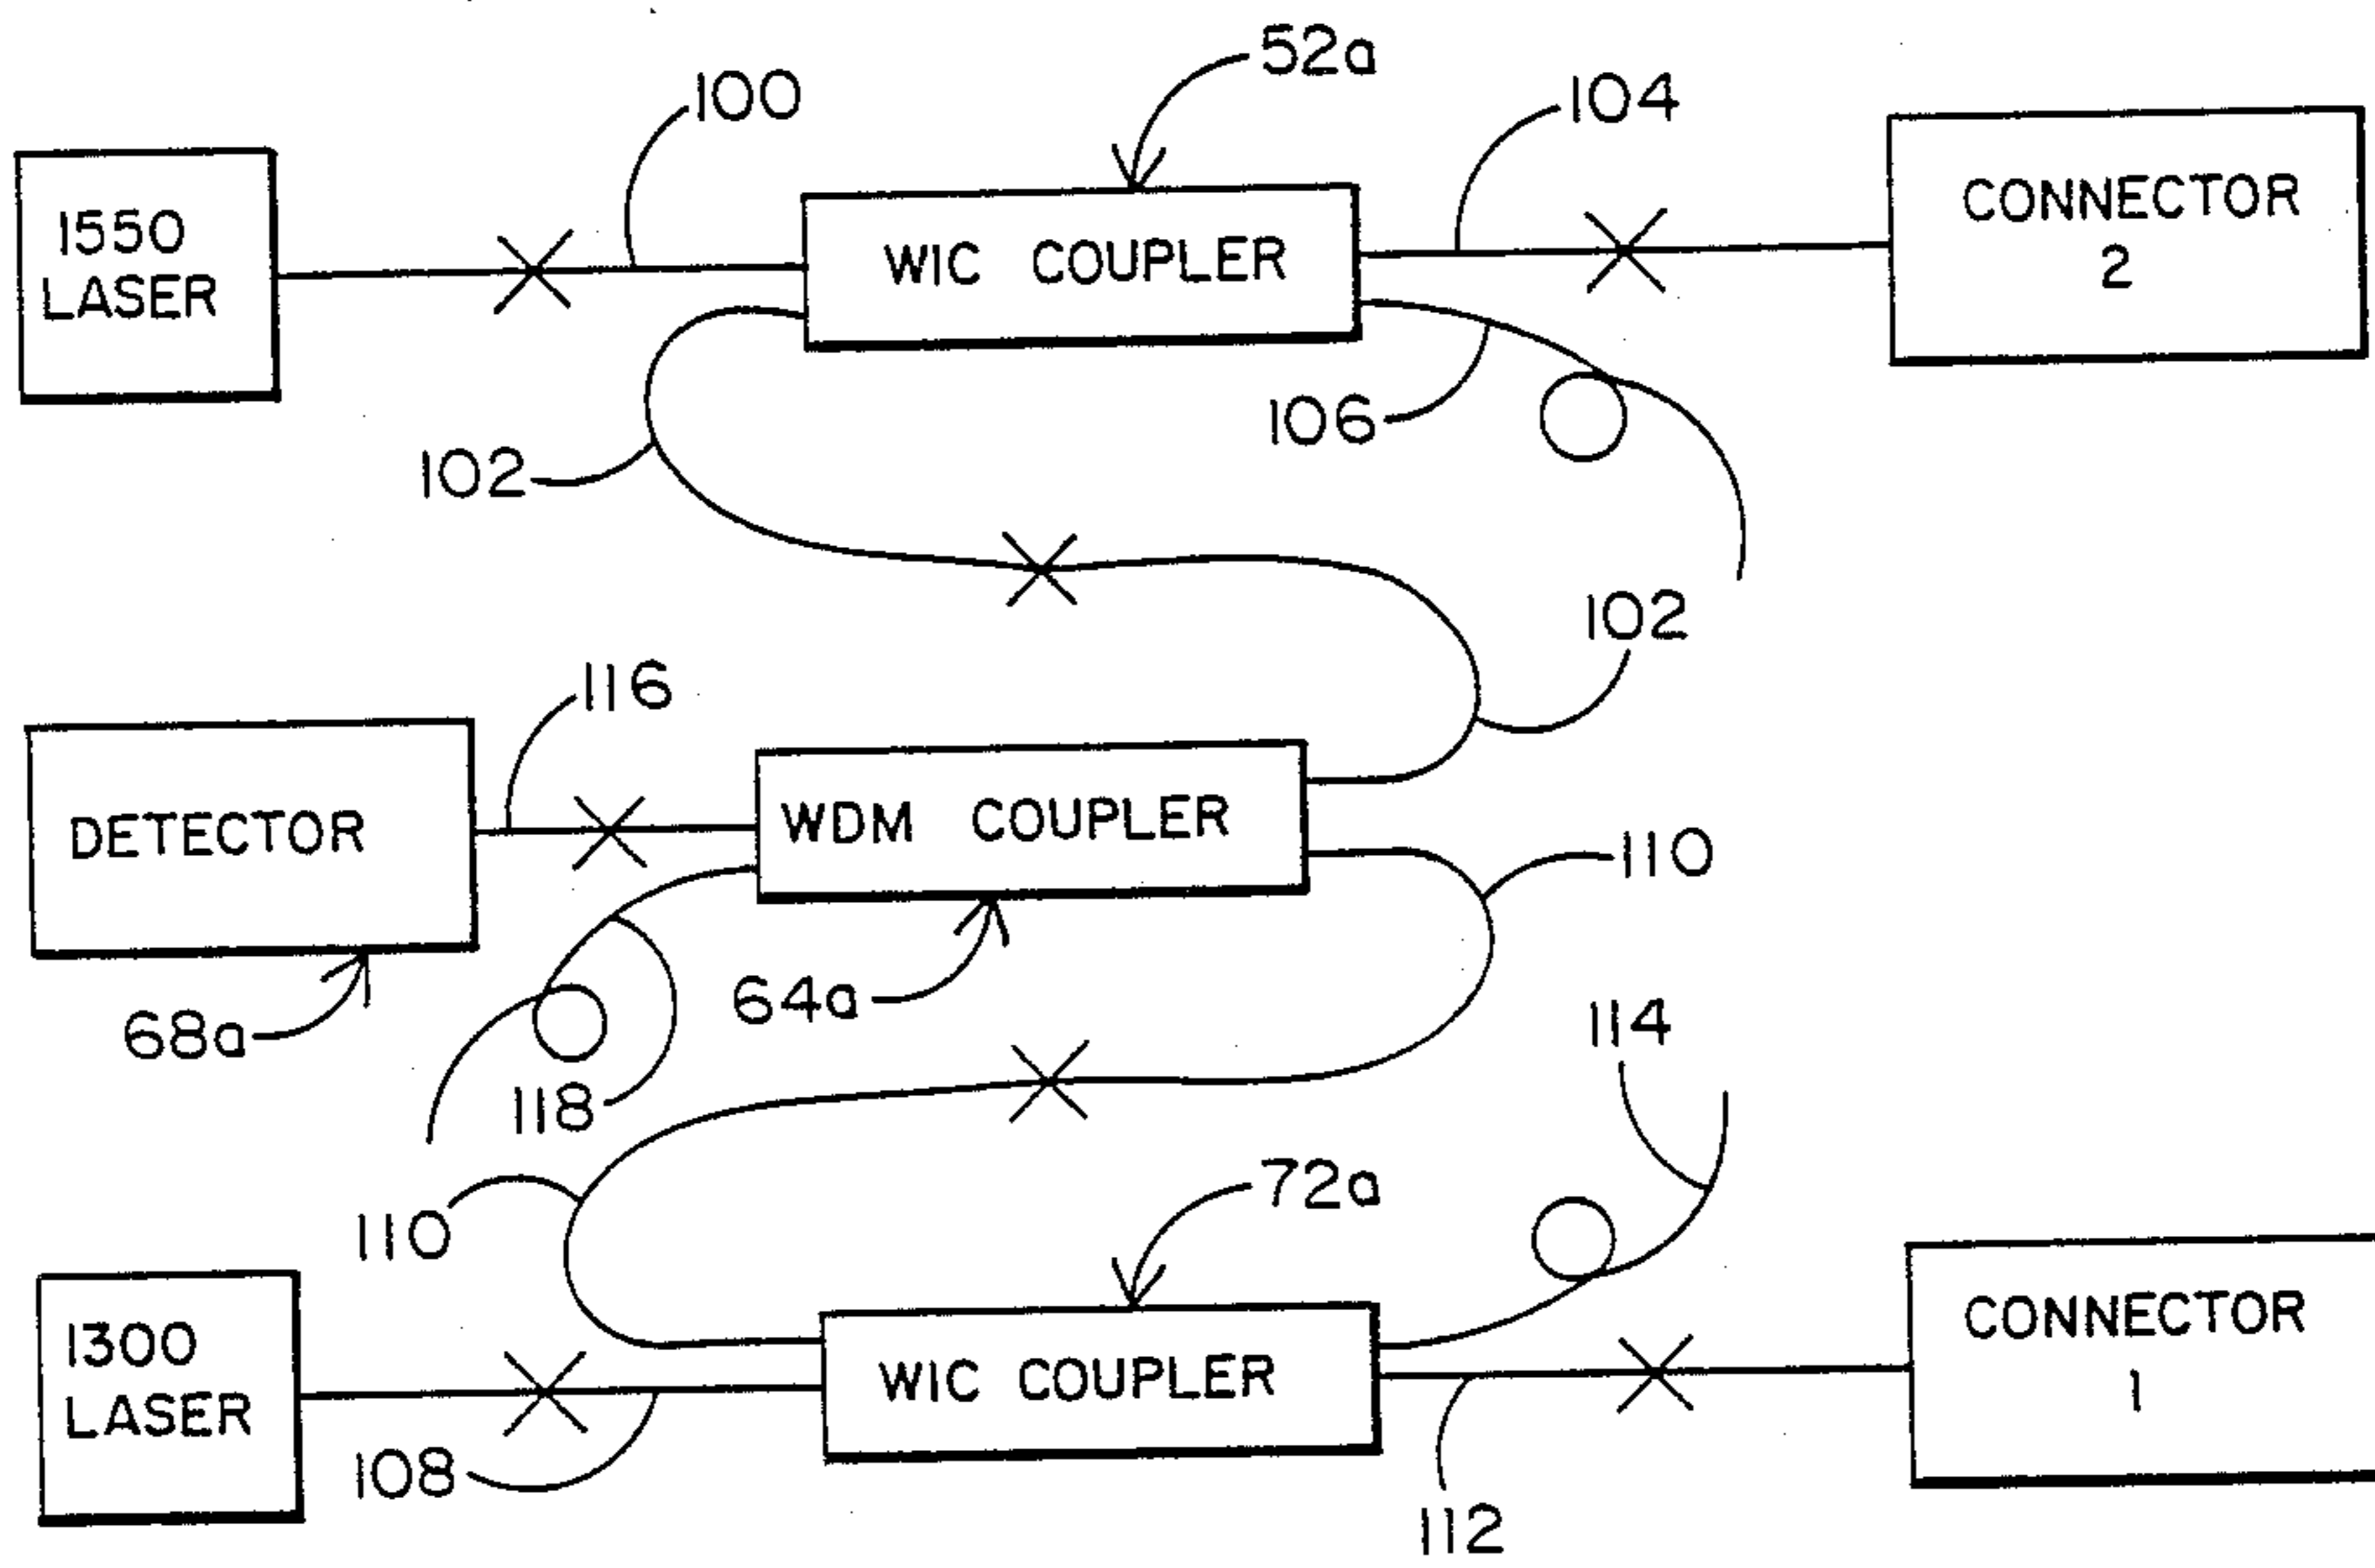 52a
100
104
1550
LASER
WIC COUPLER
CONNECTOR
2
106
102
102
116
DETECTOR
WDM COUPLER
110
68a
64a
118
114
110
72a
1300
LASER
WIC COUPLER
CONNECTOR
1
108
112